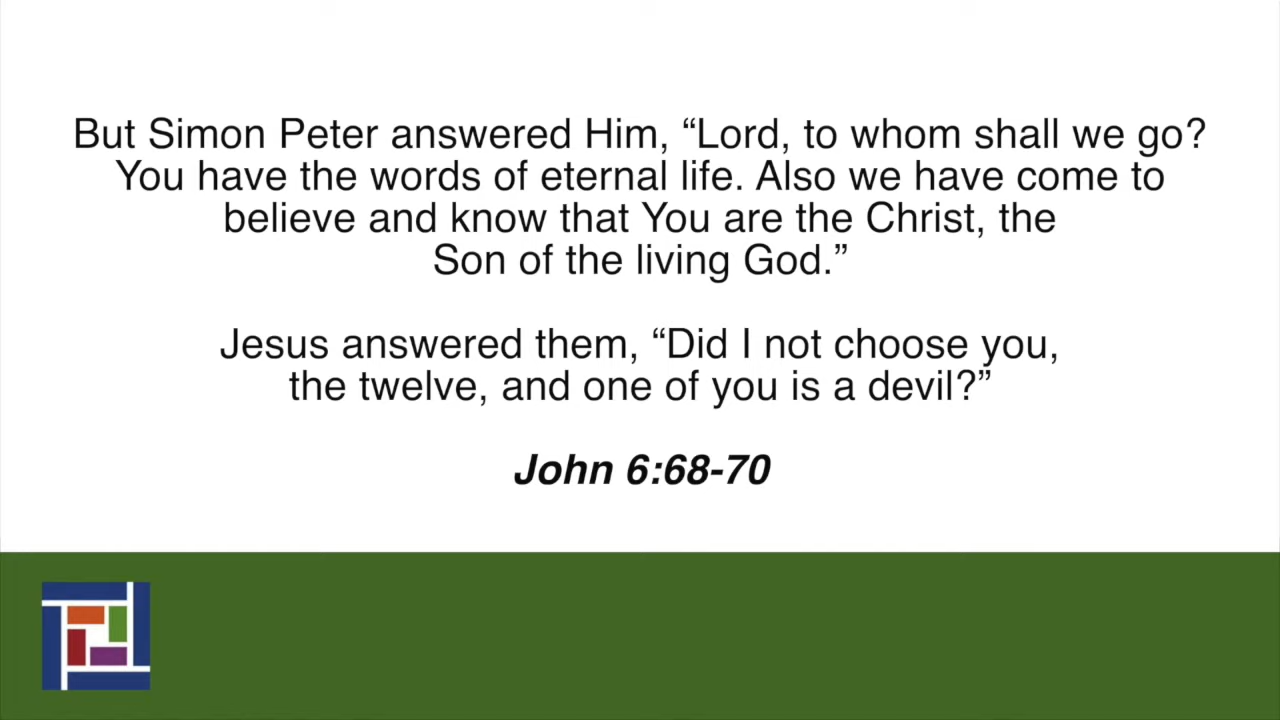 But Simon Peter answered Him, “Lord, to whom shall we go?
You have the words of eternal life. Also we have come to
believe and know that You are the Christ, the
Son of the living God.”
Jesus answered them, “Did I not choose you,
the twelve, and one of you is a devil?”
John 6:68-70